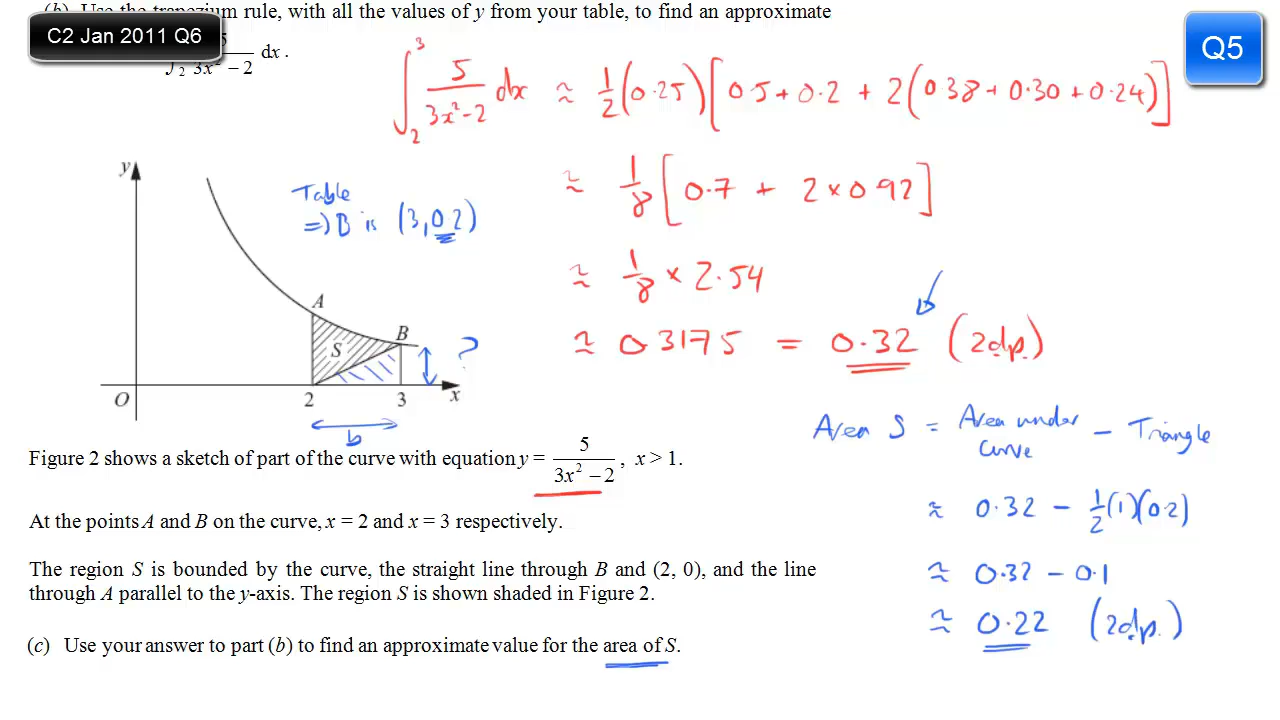 (b) Use the trapezium rule, with all the values of y from your table, to find an approximate
C2 Jan 2011 Q6
Q5
∫₂ 5/(3x² − 2) dx .
∫₂³ 5/(3x²−2) dx ≈ ½(0.25)[0.5+0.2 + 2(0.38+0.30+0.24)]
≈ ⅛[0.7 + 2×0.92]
≈ ⅛ × 2.54
≈ 0.3175 = 0.32 (2dp.)
Table
⇒ B is (3,0.2)
y
A
B
S
?
O
2
3
x
b
Area S = Area under curve − Triangle
≈ 0.32 − ½(1)(0.2)
≈ 0.32 − 0.1
≈ 0.22 (2dp.)
Figure 2 shows a sketch of part of the curve with equation y = 5/(3x² − 2), x > 1.
At the points A and B on the curve, x = 2 and x = 3 respectively.
The region S is bounded by the curve, the straight line through B and (2, 0), and the line
through A parallel to the y-axis. The region S is shown shaded in Figure 2.
(c) Use your answer to part (b) to find an approximate value for the area of S.